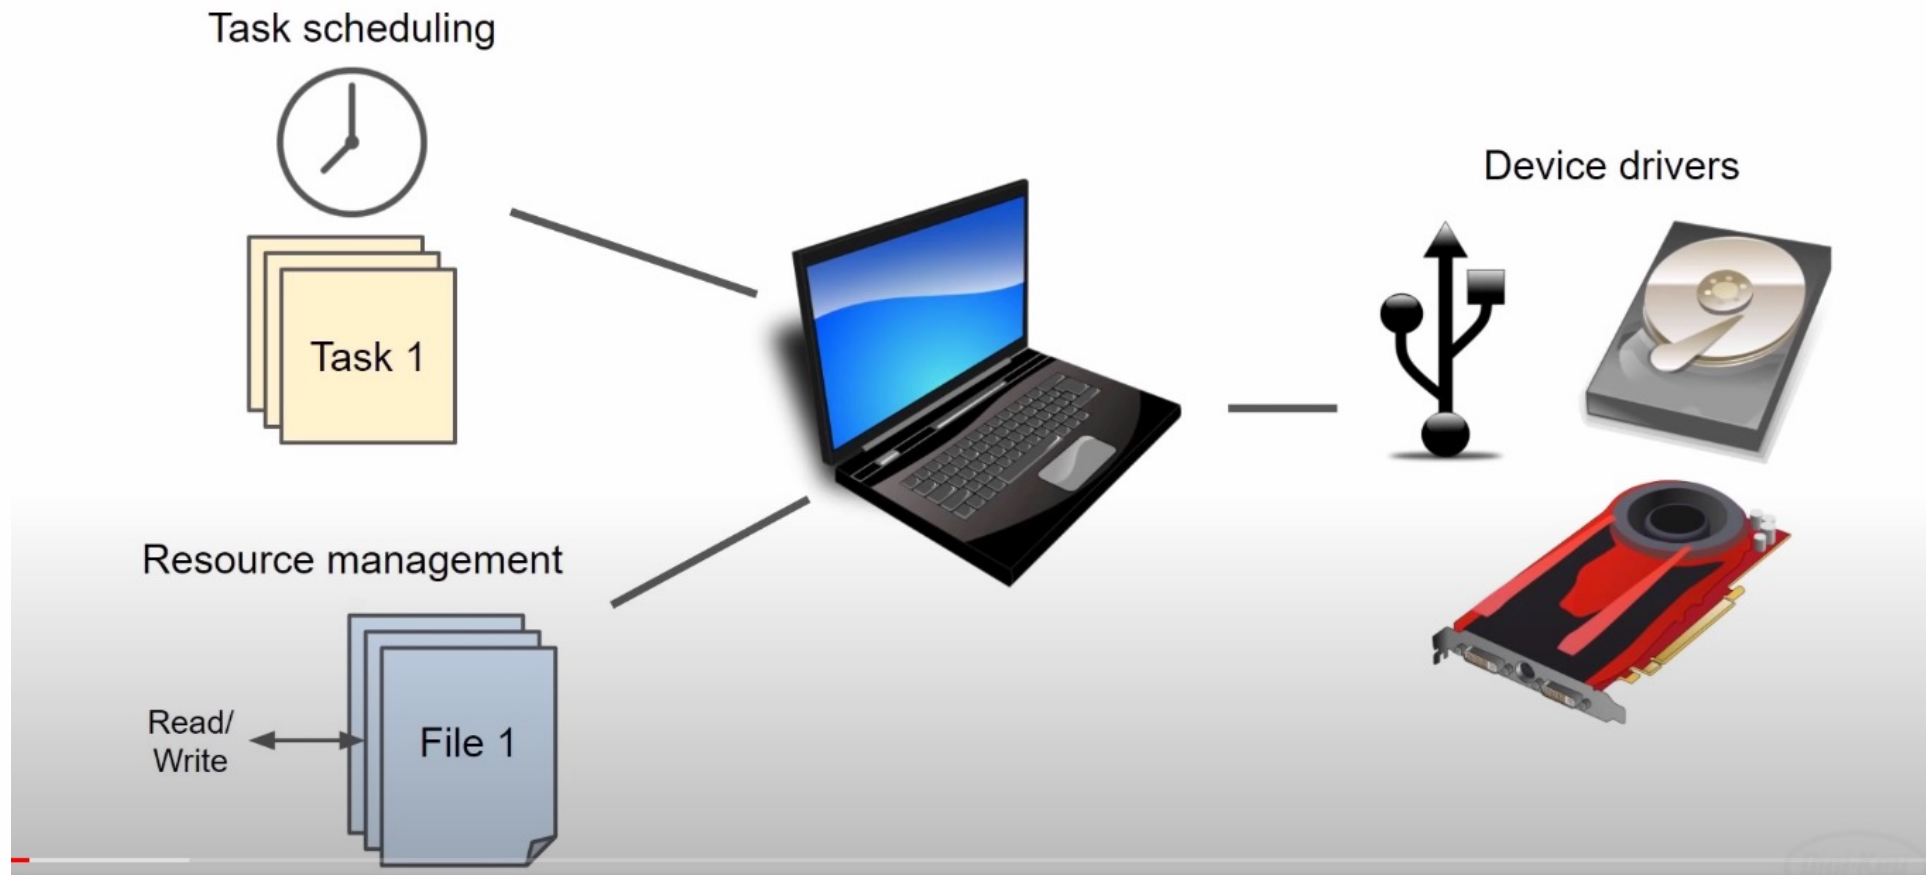 Task scheduling
Task 1
Resource management
Read/
Write
File 1
Device drivers